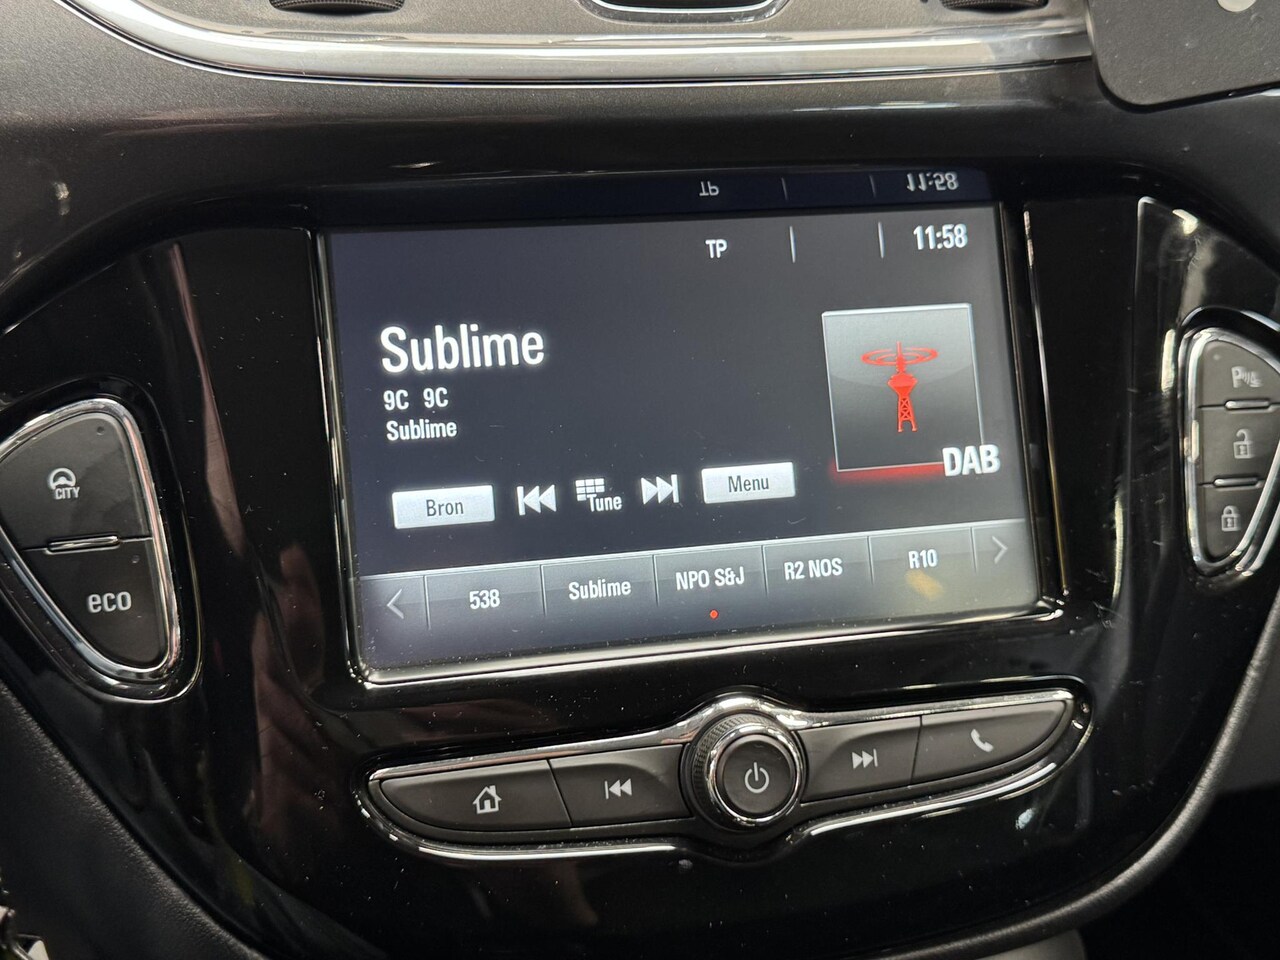 TP 11:58
Sublime
9C 9C
Sublime
DAB
Bron Tune Menu
538 Sublime NPO S&J R2 NOS R10
CITY
eco